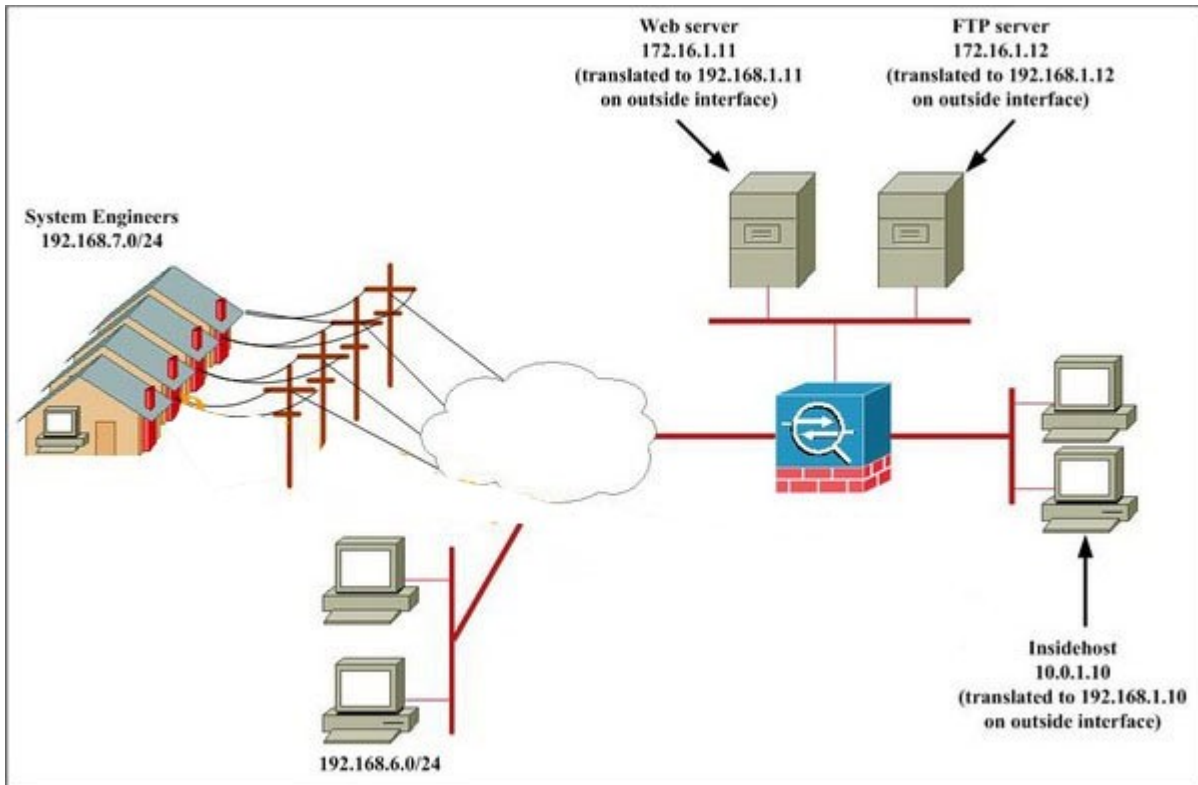 Web server
172.16.1.11
(translated to 192.168.1.11
on outside interface)
FTP server
172.16.1.12
(translated to 192.168.1.12
on outside interface)
System Engineers
192.168.7.0/24
Insidehost
10.0.1.10
(translated to 192.168.1.10
on outside interface)
192.168.6.0/24